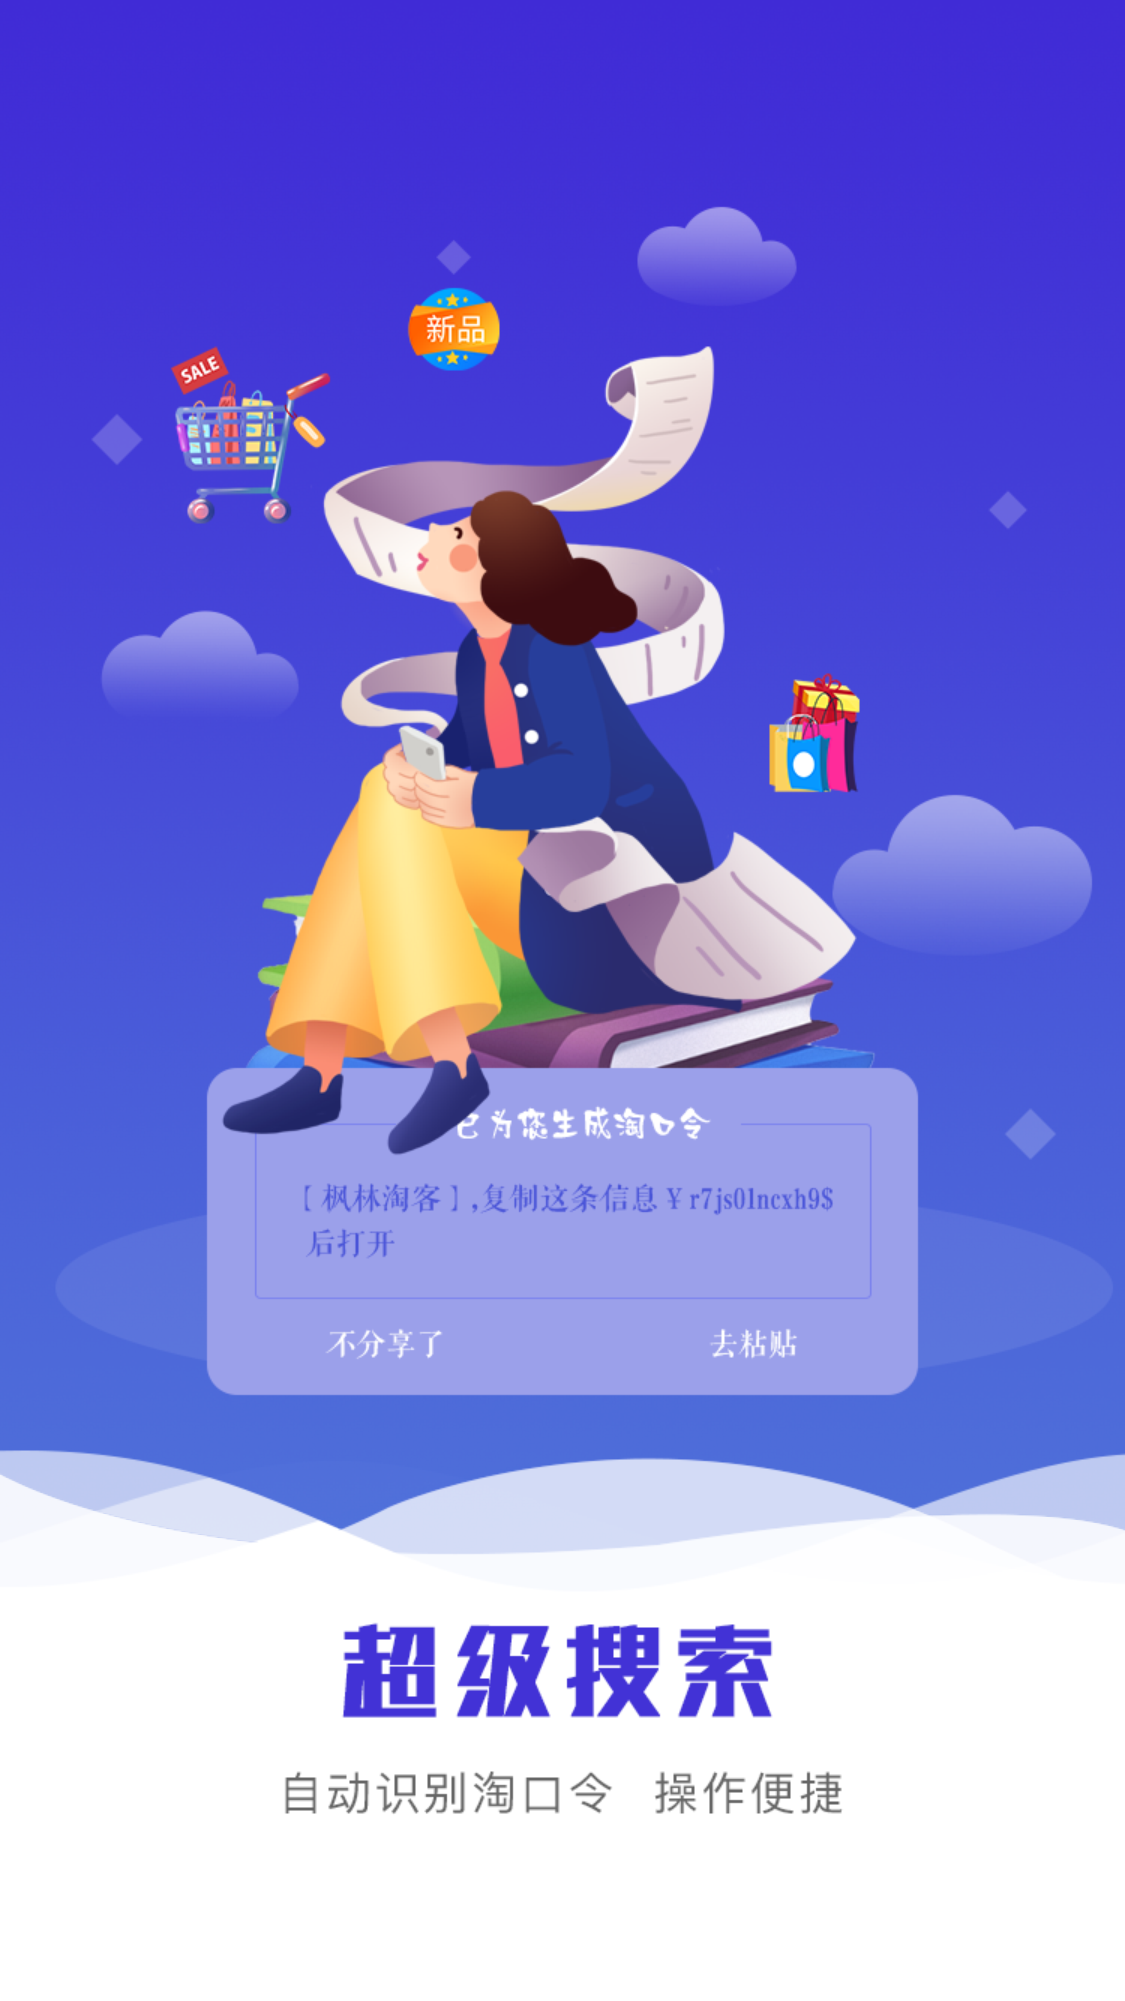 新品
SALE
已为您生成淘口令
【枫林淘客】,复制这条信息¥r7js01ncxh9$
后打开
不分享了
去粘贴
超级搜索
自动识别淘口令 操作便捷